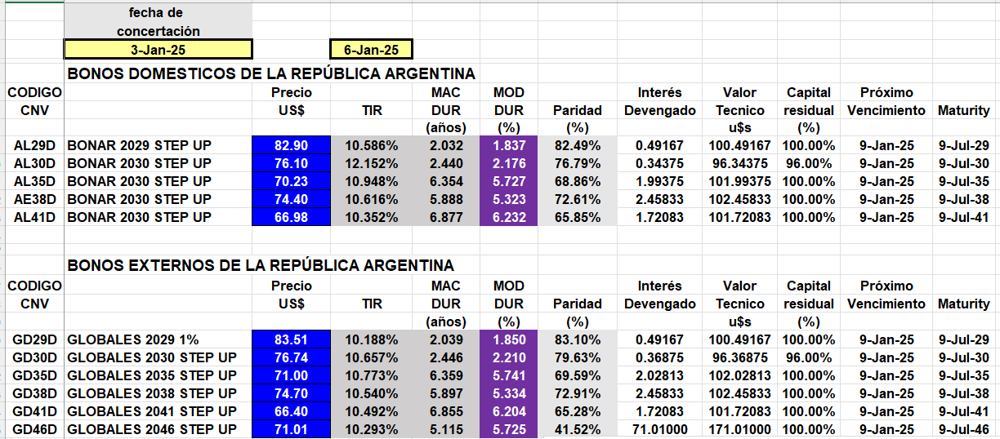 fecha de
concertación
3-Jan-25 6-Jan-25
BONOS DOMESTICOS DE LA REPÚBLICA ARGENTINA
CODIGO Precio MAC MOD Interés Valor Capital Próximo
CNV US$ TIR DUR DUR Paridad Devengado Tecnico residual Vencimiento Maturity
(años) (%) (%) u$s (%)
AL29D BONAR 2029 STEP UP 82.90 10.586% 2.032 1.837 82.49% 0.49167 100.49167 100.00% 9-Jan-25 9-Jul-29
AL30D BONAR 2030 STEP UP 76.10 12.152% 2.440 2.176 76.79% 0.34375 96.34375 96.00% 9-Jan-25 9-Jul-30
AL35D BONAR 2030 STEP UP 70.23 10.948% 6.354 5.727 68.86% 1.99375 101.99375 100.00% 9-Jan-25 9-Jul-35
AE38D BONAR 2030 STEP UP 74.40 10.616% 5.888 5.323 72.61% 2.45833 102.45833 100.00% 9-Jan-25 9-Jul-38
AL41D BONAR 2030 STEP UP 66.98 10.352% 6.877 6.232 65.85% 1.72083 101.72083 100.00% 9-Jan-25 9-Jul-41
BONOS EXTERNOS DE LA REPÚBLICA ARGENTINA
CODIGO Precio MAC MOD Interés Valor Capital Próximo
CNV US$ TIR DUR DUR Paridad Devengado Tecnico residual Vencimiento Maturity
(años) (%) (%) u$s (%)
GD29D GLOBALES 2029 1% 83.51 10.188% 2.039 1.850 83.10% 0.49167 100.49167 100.00% 9-Jan-25 9-Jul-29
GD30D GLOBALES 2030 STEP UP 76.74 10.657% 2.446 2.210 79.63% 0.36875 96.36875 96.00% 9-Jan-25 9-Jul-30
GD35D GLOBALES 2035 STEP UP 71.00 10.773% 6.359 5.741 69.59% 2.02813 102.02813 100.00% 9-Jan-25 9-Jul-35
GD38D GLOBALES 2038 STEP UP 74.70 10.540% 5.897 5.334 72.91% 2.45833 102.45833 100.00% 9-Jan-25 9-Jul-38
GD41D GLOBALES 2041 STEP UP 66.40 10.492% 6.855 6.204 65.28% 1.72083 101.72083 100.00% 9-Jan-25 9-Jul-41
GD46D GLOBALES 2046 STEP UP 71.01 10.293% 5.115 5.725 41.52% 71.01000 171.01000 100.00% 9-Jan-25 9-Jul-46